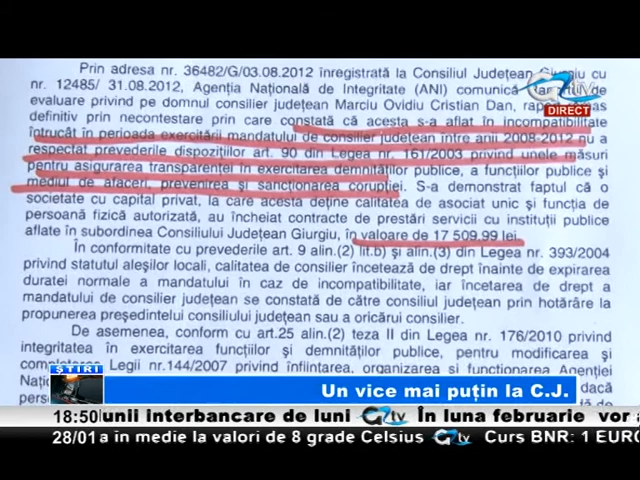 Prin adresa nr. 36482/G/03.08.2012 înregistrată la Consiliul Județean Giurgiu cu
nr. 12485/ 31.08.2012, Agenția Națională de Integritate (ANI) comunică de
evaluare privind pe domnul consilier județean Marciu Ovidiu Cristian Dan,
definitiv prin necontestare prin care constată că acesta s-a aflat în incompatibilitate
întrucât în perioada exercitării mandatului de consilier județean între anii 2008-2012 nu a
respectat prevederile dispozițiilor art. 90 din Legea nr. 161/2003 privind unele măsuri
pentru asigurarea transparenței în exercitarea demnităților publice, a funcțiilor publice și
mediul de afaceri, prevenirea și sancționarea corupției. S-a demonstrat faptul că o
societate cu capital privat, la care acesta deține calitatea de asociat unic și funcția de
persoană fizică autorizată, au încheiat contracte de prestări servicii cu instituții publice
aflate în subordinea Consiliului Județean Giurgiu, în valoare de 17 509,99 lei.
În conformitate cu prevederile art. 9 alin.(2) lit.b) și alin.(3) din Legea nr. 393/2004
privind statutul aleșilor locali, calitatea de consilier încetează de drept înainte de expirarea
duratei normale a mandatului în caz de incompatibilitate, iar încetarea de drept a
mandatului de consilier județean se constată de către consiliul județean prin hotărâre la
propunerea președintelui consiliului județean sau a oricărui consilier.
De asemenea, conform cu art.25 alin.(2) teza II din Legea nr. 176/2010 privind
integritatea în exercitarea funcțiilor și demnităților publice, pentru modificarea și
completarea Legii nr.144/2007 privind înființarea, organizarea și funcționarea Agenției
dacă
de
G7tv
DIRECT
ȘTIRI
Un vice mai puțin la C.J.
18:50 lunii interbancare de luni G7tv În luna februarie vor a
28/01 a în medie la valori de 8 grade Celsius G7tv Curs BNR: 1 EURO